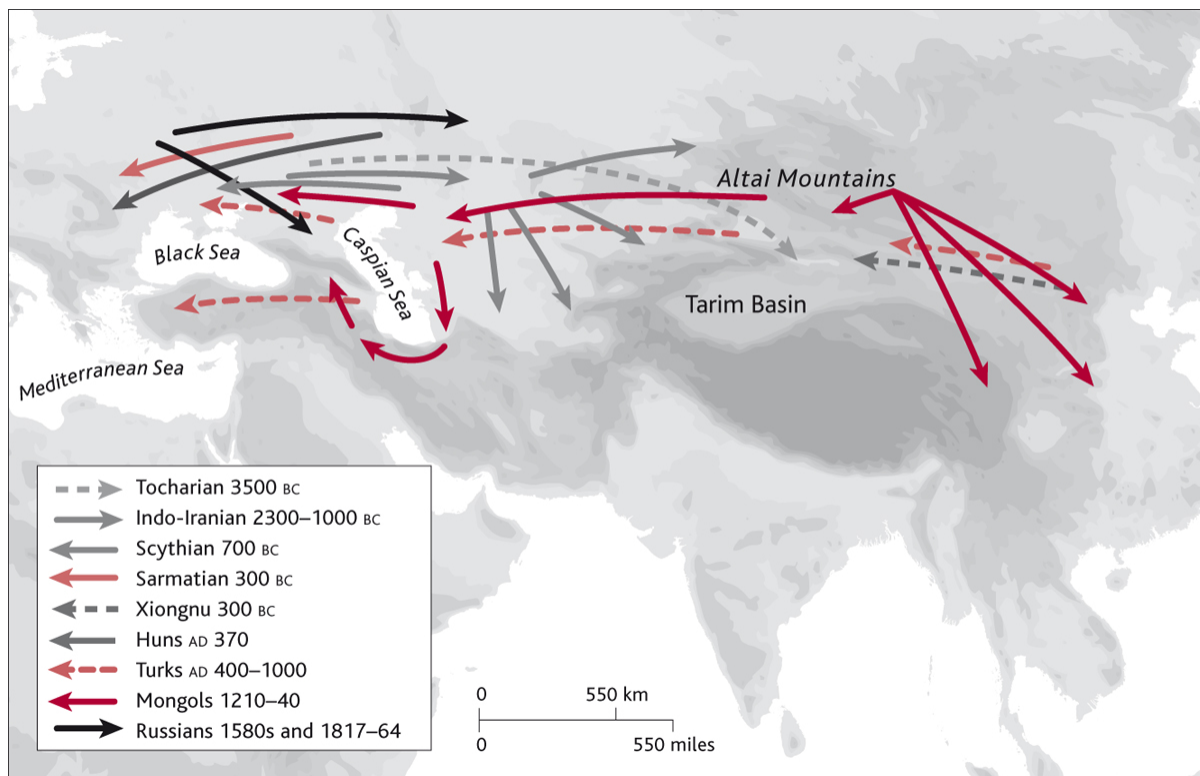 Altai Mountains
Black Sea
Caspian Sea
Tarim Basin
Mediterranean Sea
Tocharian 3500 BC
Indo-Iranian 2300–1000 BC
Scythian 700 BC
Sarmatian 300 BC
Xiongnu 300 BC
Huns AD 370
Turks AD 400–1000
Mongols 1210–40
Russians 1580s and 1817–64
0 550 km
0 550 miles